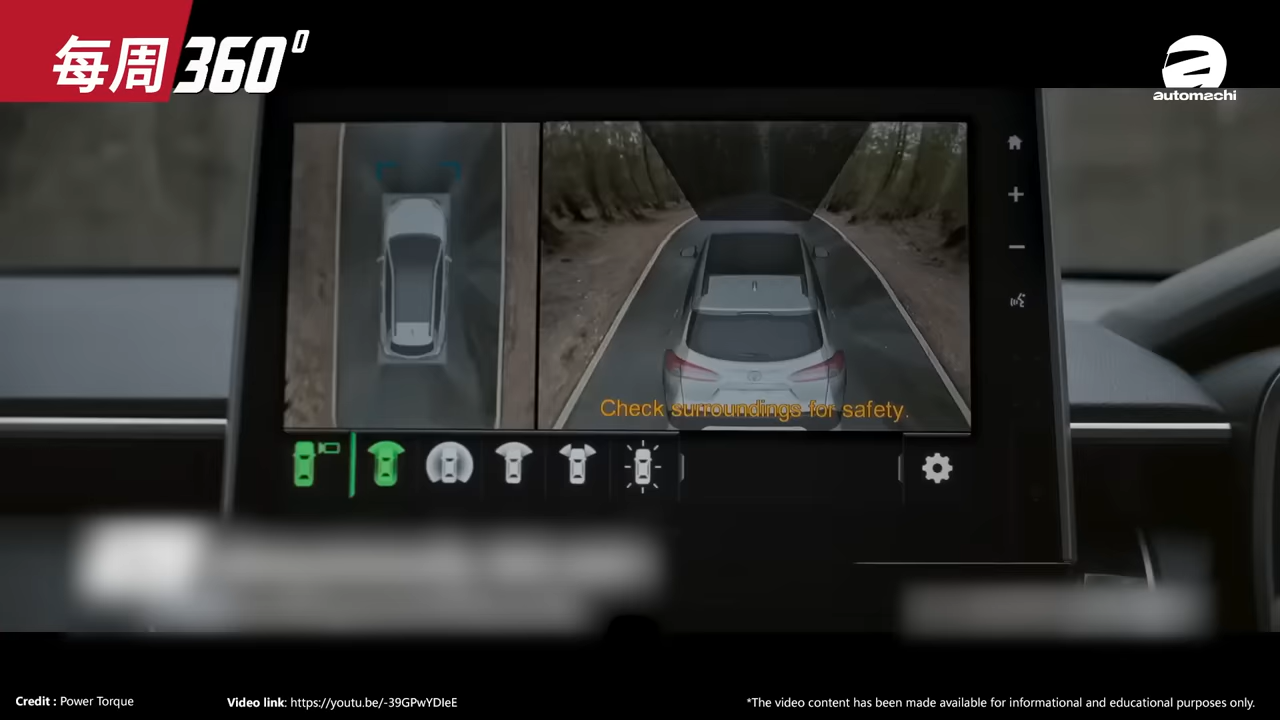 每周360°
automachi
Check surroundings for safety.
Credit : Power Torque
Video link: https://youtu.be/-39GPwYDIeE
*The video content has been made available for informational and educational purposes only.